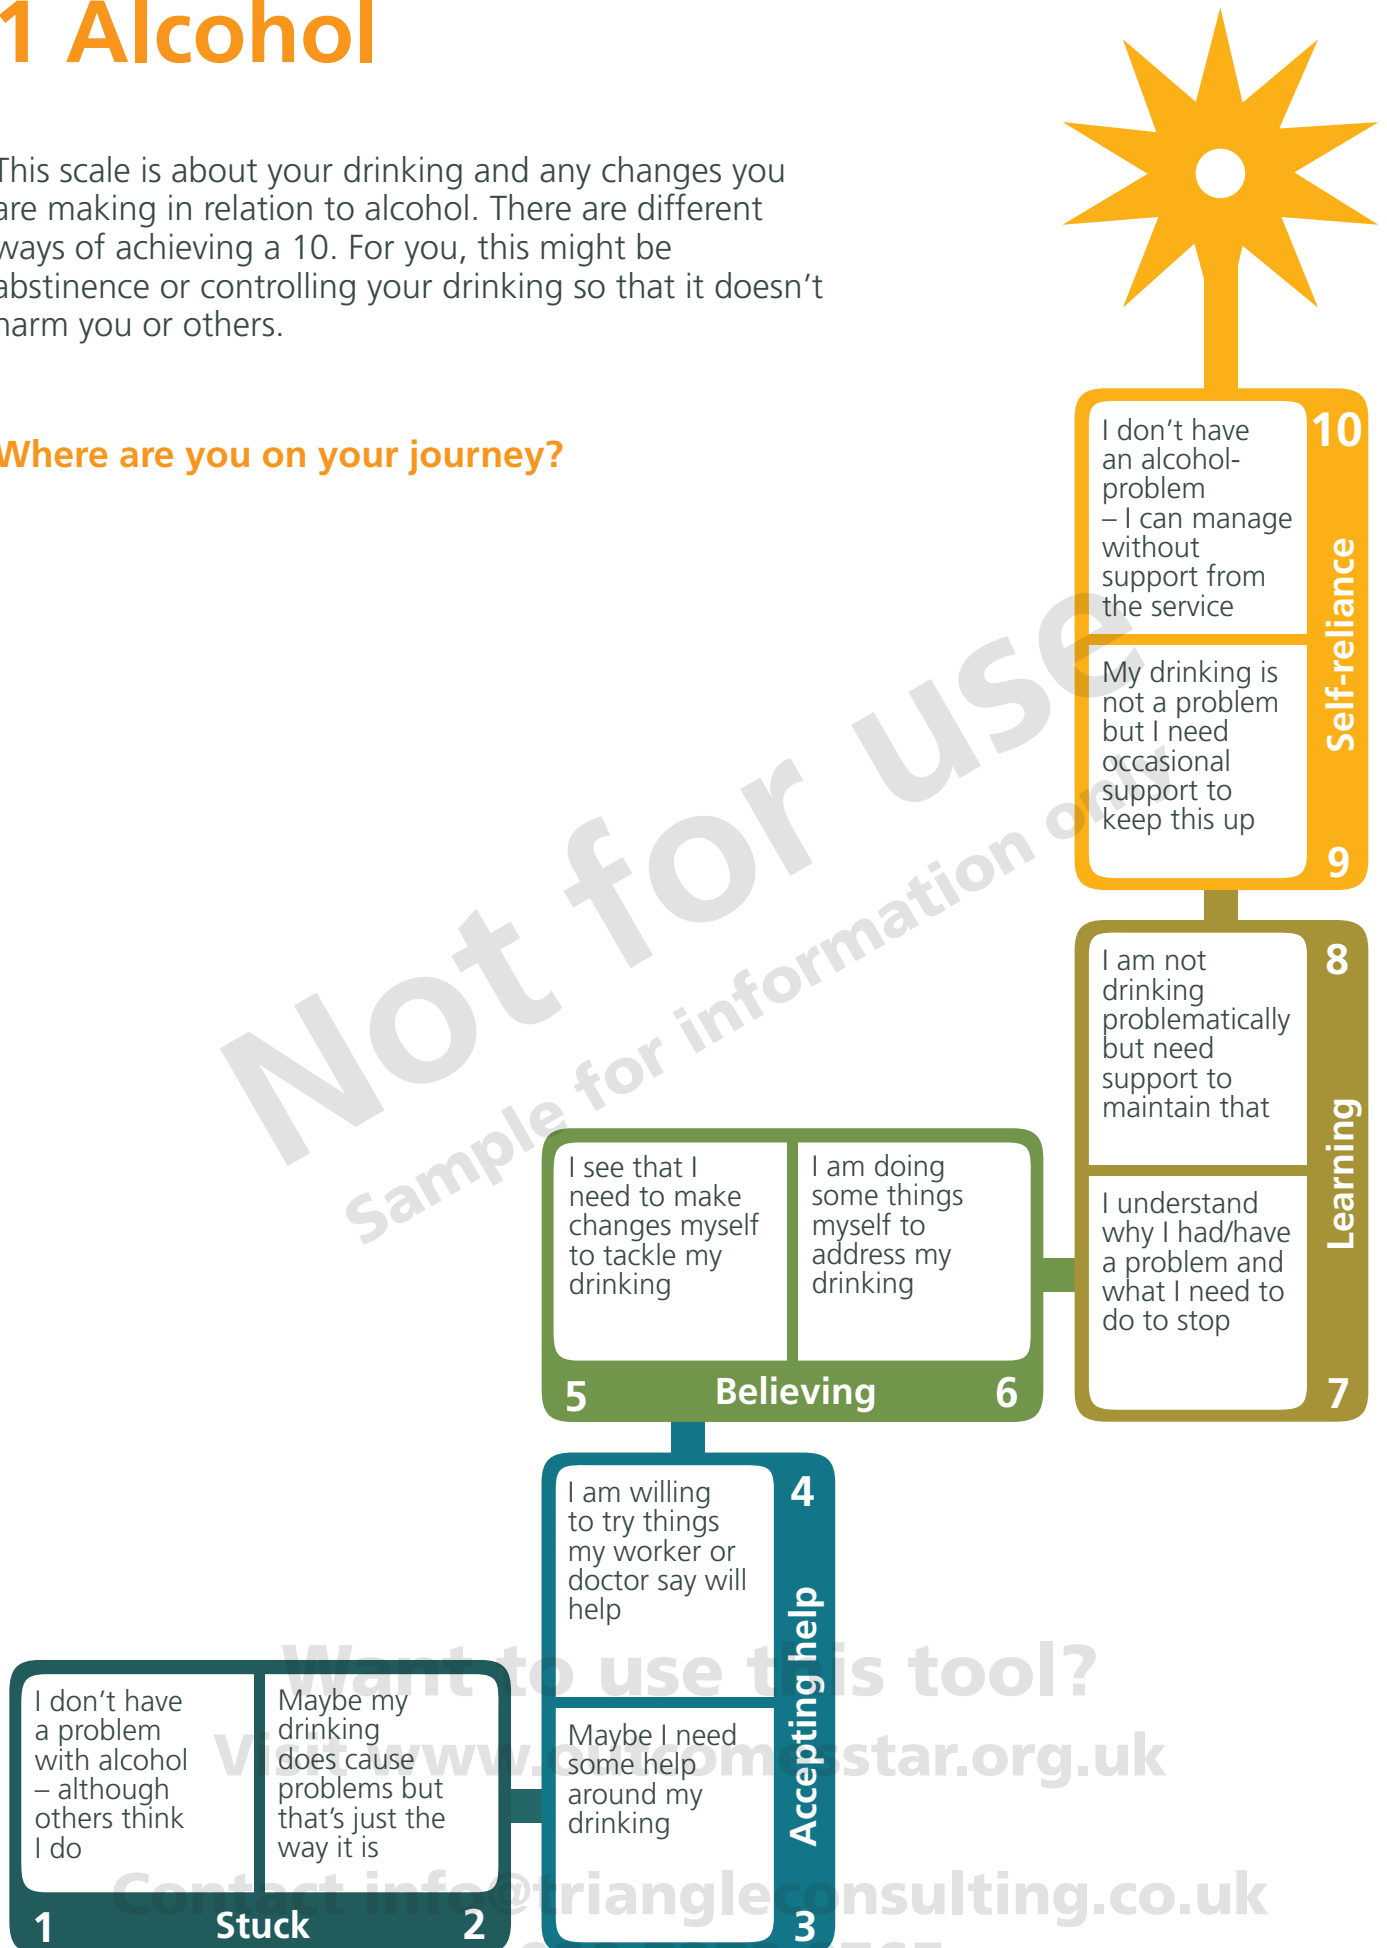 1 Alcohol
This scale is about your drinking and any changes you
are making in relation to alcohol. There are different
ways of achieving a 10. For you, this might be
abstinence or controlling your drinking so that it doesn't
harm you or others.
Where are you on your journey?
I don't have
an alcohol-
problem
– I can manage
without
support from
the service
10
My drinking is
not a problem
but I need
occasional
support to
keep this up
9
Self-reliance
I am not
drinking
problematically
but need
support to
maintain that
8
I understand
why I had/have
a problem and
what I need to
do to stop
7
Learning
I see that I
need to make
changes myself
to tackle my
drinking
I am doing
some things
myself to
address my
drinking
5 Believing 6
I am willing
to try things
my worker or
doctor say will
help
4
Maybe I need
some help
around my
drinking
3
Accepting help
I don't have
a problem
with alcohol
– although
others think
I do
Maybe my
drinking
does cause
problems but
that's just the
way it is
1 Stuck 2
Not for use
Sample for information only
Want to use this tool?
Visit www.outcomesstar.org.uk
Contact info@triangleconsulting.co.uk